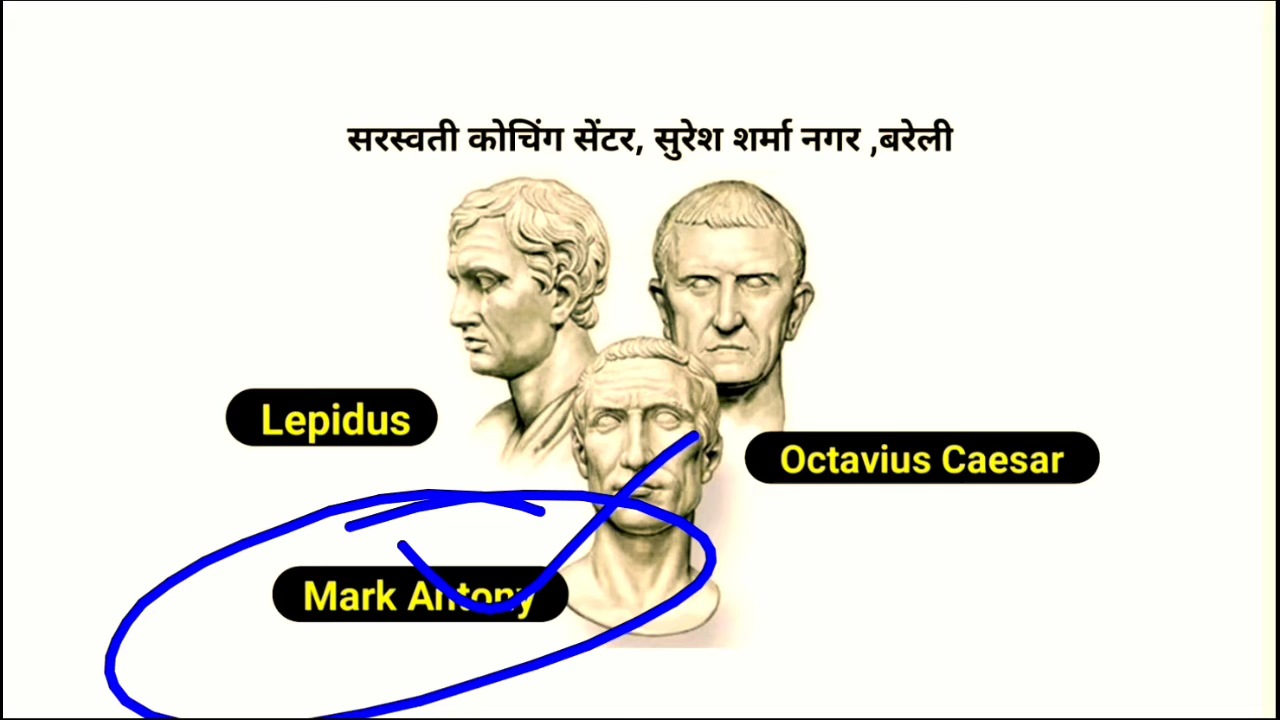 सरस्वती कोचिंग सेंटर, सुरेश शर्मा नगर ,बरेली
Lepidus
Octavius Caesar
Mark Antony